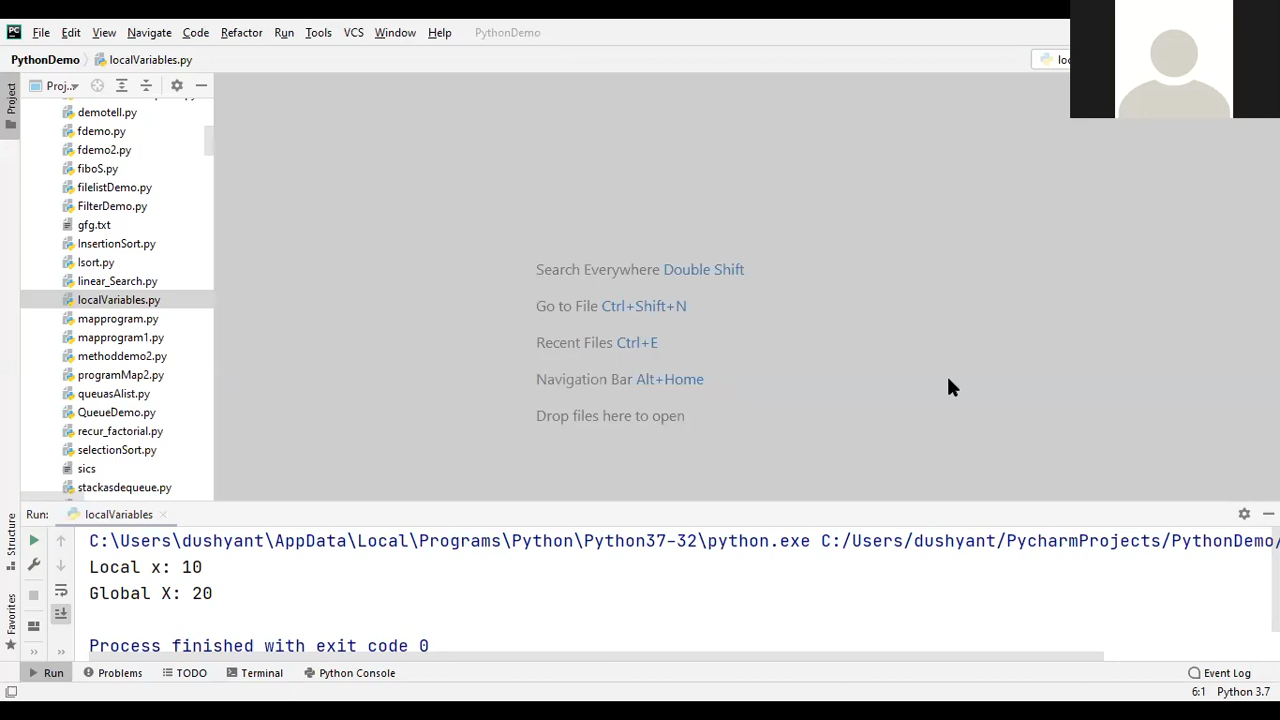 PC File Edit View Navigate Code Refactor Run Tools VCS Window Help PythonDemo
PythonDemo localVariables.py
Project
Proj...
demotell.py
fdemo.py
fdemo2.py
fiboS.py
filelistDemo.py
FilterDemo.py
gfg.txt
InsertionSort.py
lsort.py
linear_Search.py
localVariables.py
mapprogram.py
mapprogram1.py
methoddemo2.py
programMap2.py
queuasAlist.py
QueueDemo.py
recur_factorial.py
selectionSort.py
sics
stackasdequeue.py
Search Everywhere Double Shift
Go to File Ctrl+Shift+N
Recent Files Ctrl+E
Navigation Bar Alt+Home
Drop files here to open
Structure
Favorites
Run: localVariables
C:\Users\dushyant\AppData\Local\Programs\Python\Python37-32\python.exe C:/Users/dushyant/PycharmProjects/PythonDemo/
Local x: 10
Global X: 20
Process finished with exit code 0
Run Problems TODO Terminal Python Console Event Log
6:1 Python 3.7